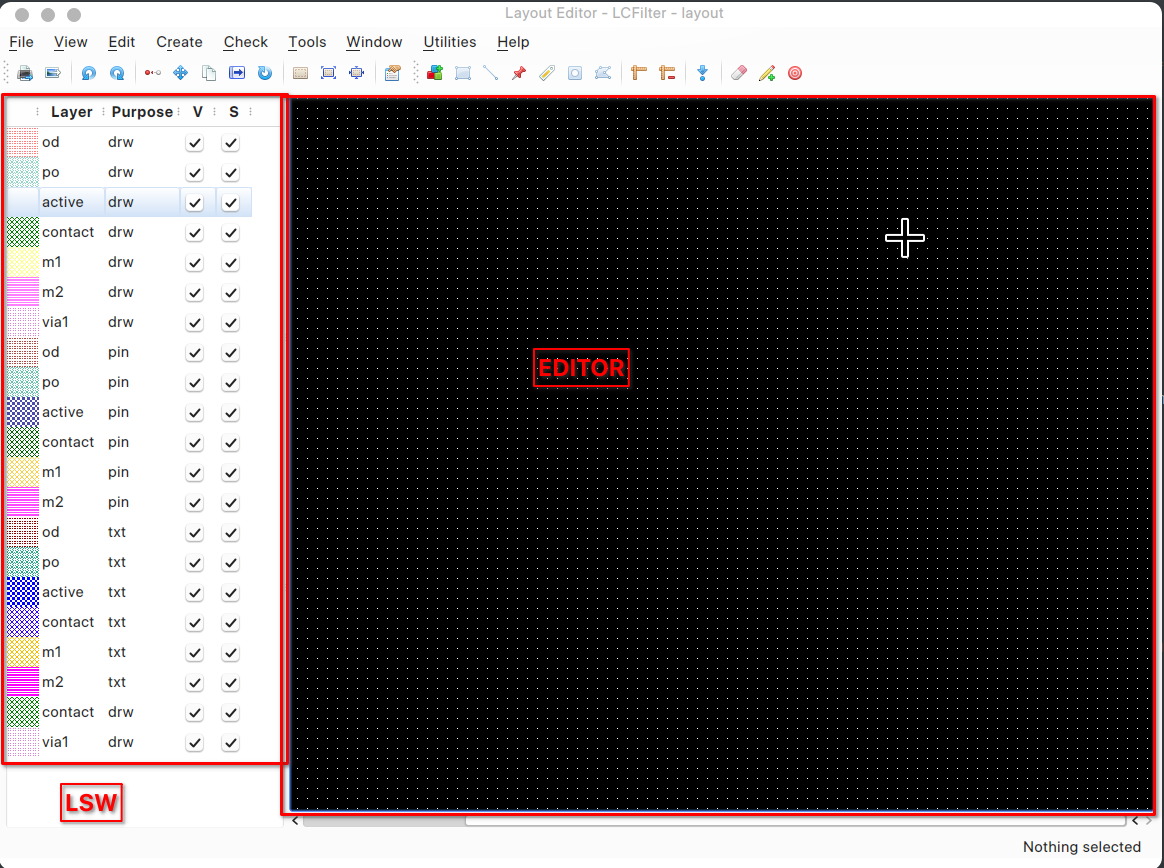 Layout Editor - LCFilter - layout
File View Edit Create Check Tools Window Utilities Help
Layer Purpose V S
od drw
po drw
active drw
contact drw
m1 drw
m2 drw
via1 drw
od pin
po pin
active pin
contact pin
m1 pin
m2 pin
od txt
po txt
active txt
contact txt
m1 txt
m2 txt
contact drw
via1 drw
EDITOR
LSW
Nothing selected